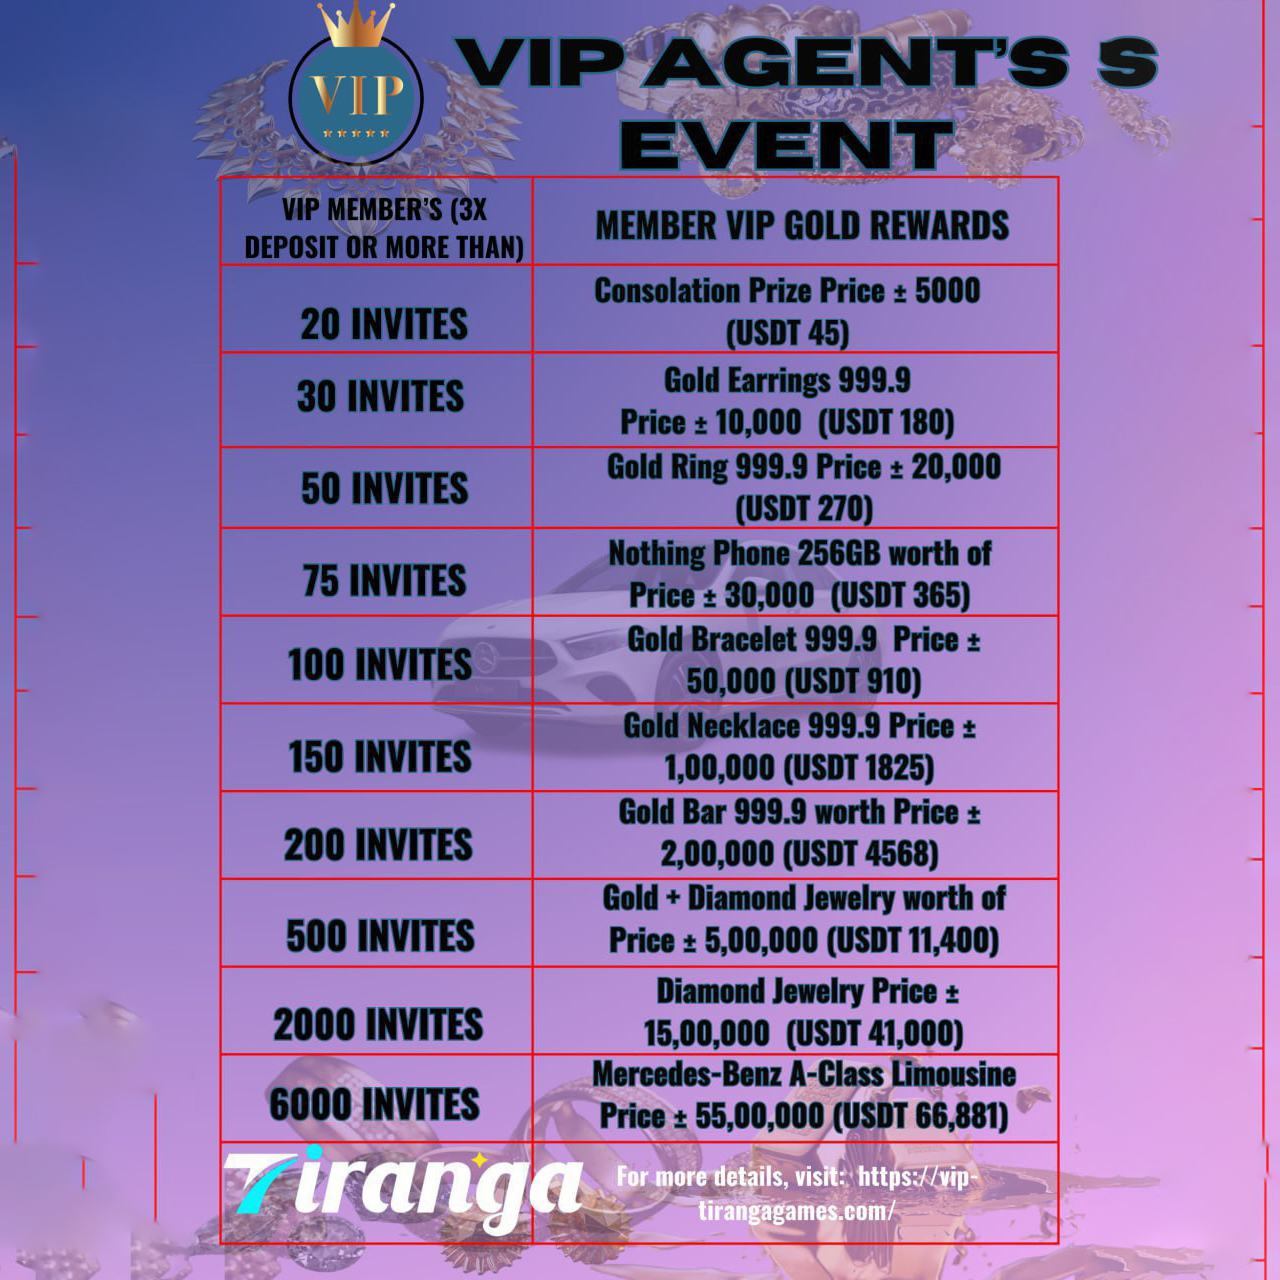 VIP
VIP AGENT'S S
EVENT
VIP MEMBER'S (3X
DEPOSIT OR MORE THAN)
MEMBER VIP GOLD REWARDS
20 INVITES
Consolation Prize Price ± 5000
(USDT 45)
30 INVITES
Gold Earrings 999.9
Price ± 10,000 (USDT 180)
50 INVITES
Gold Ring 999.9 Price ± 20,000
(USDT 270)
75 INVITES
Nothing Phone 256GB worth of
Price ± 30,000 (USDT 365)
100 INVITES
Gold Bracelet 999.9 Price ±
50,000 (USDT 910)
150 INVITES
Gold Necklace 999.9 Price ±
1,00,000 (USDT 1825)
200 INVITES
Gold Bar 999.9 worth Price ±
2,00,000 (USDT 4568)
500 INVITES
Gold + Diamond Jewelry worth of
Price ± 5,00,000 (USDT 11,400)
2000 INVITES
Diamond Jewelry Price ±
15,00,000 (USDT 41,000)
6000 INVITES
Mercedes-Benz A-Class Limousine
Price ± 55,00,000 (USDT 66,881)
Tiranga
For more details, visit: https://vip-
tirangagames.com/